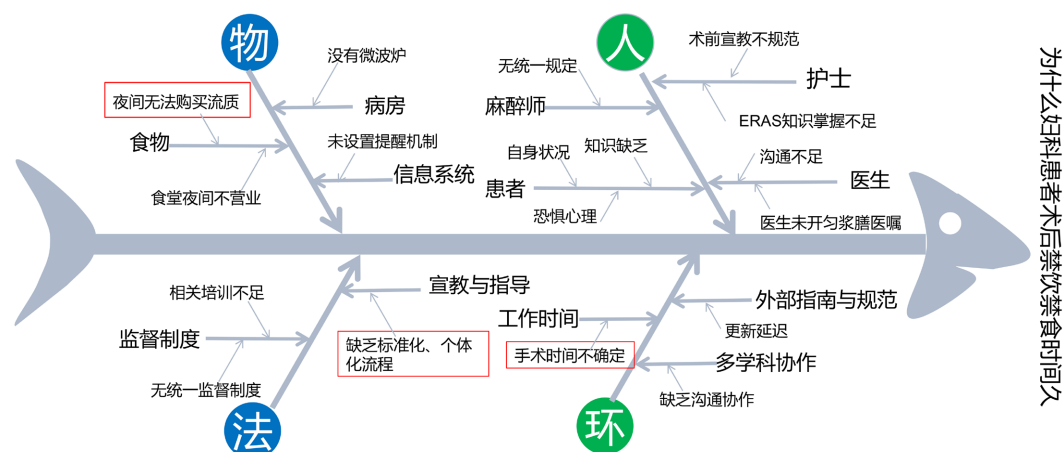 物
人
没有微波炉
病房
夜间无法购买流质
食物
未设置提醒机制
信息系统
食堂夜间不营业
术前宣教不规范
护士
无统一规定
麻醉师
ERAS知识掌握不足
自身状况
知识缺乏
沟通不足
患者
医生
恐惧心理
医生未开匀浆膳医嘱
为什么妇科患者术后禁饮禁食时间久
相关培训不足
宣教与指导
监督制度
缺乏标准化、个体
化流程
无统一监督制度
法
外部指南与规范
工作时间
更新延迟
手术时间不确定
多学科协作
缺乏沟通协作
环